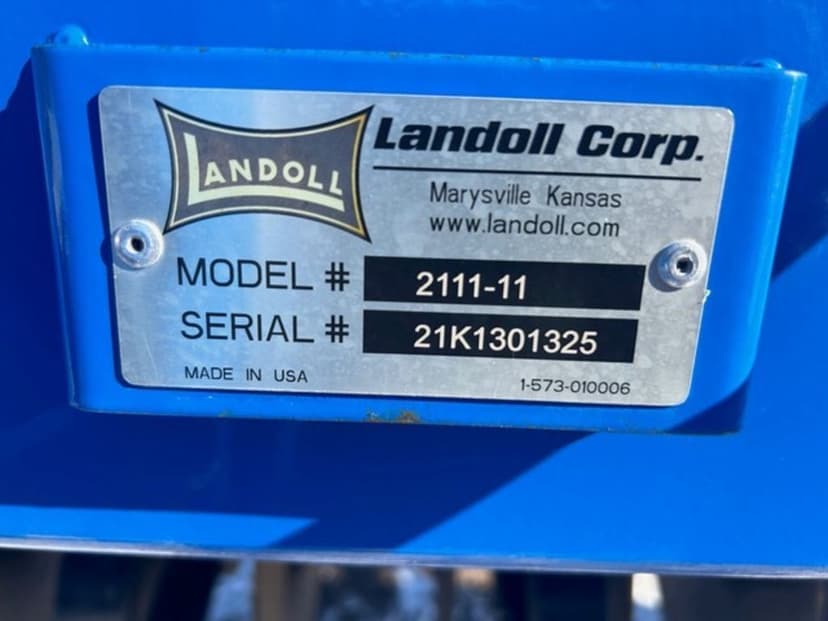 LANDOLL
Landoll Corp.
Marysville Kansas
www.landoll.com
MODEL # 2111-11
SERIAL # 21K1301325
MADE IN USA
1-573-010006